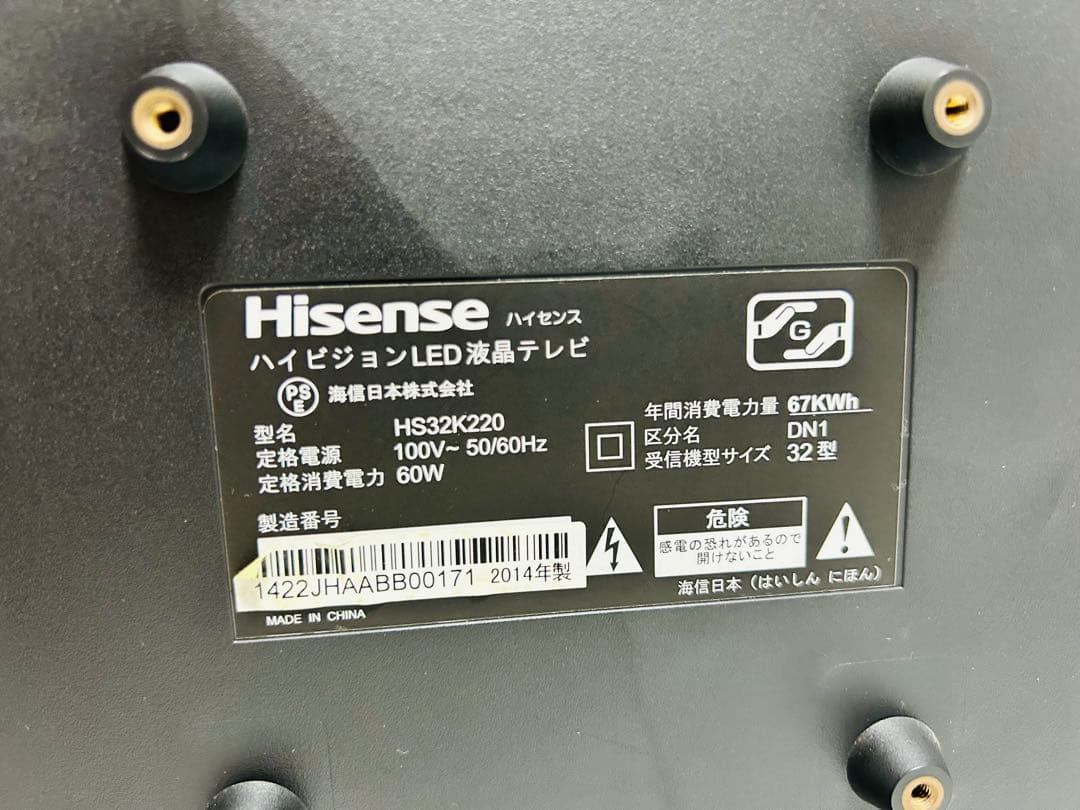 Hisense ハイセンス
ハイビジョンLED液晶テレビ
PSE 海信日本株式会社
型名 HS32K220
定格電源 100V~ 50/60Hz
定格消費電力 60W
G
年間消費電力量 67KWh
区分名 DN1
受信機型サイズ 32型
製造番号
1422JHAABB00171 2014年製
MADE IN CHINA
危険
感電の恐れがあるので
開けないこと
海信日本(はいしん にほん)